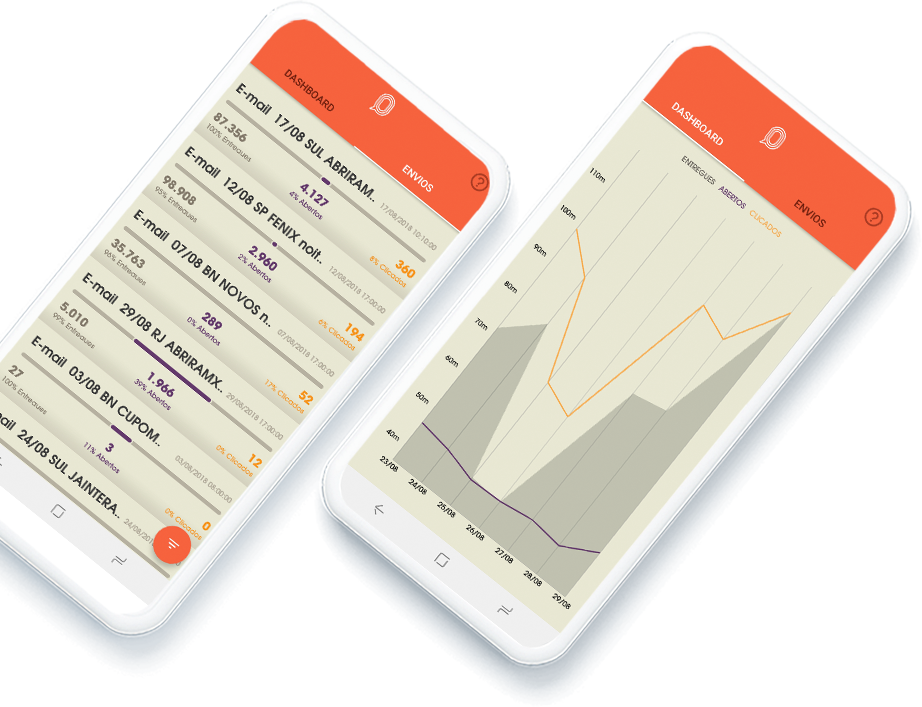 DASHBOARD
ENVIOS
?
E-mail 17/08 SUL ABRIRAM..
17/08/2018 10:10:00
87.356
100% Entregues
4.127
4% Abertos
360
8% Clicados
E-mail 12/08 SP FENIX noit..
12/08/2018 17:00:00
98.908
95% Entregues
2.960
2% Abertos
194
6% Clicados
E-mail 07/08 BN NOVOS n..
07/08/2018 17:00:00
35.763
96% Entregues
289
0% Abertos
52
17% Clicados
E-mail 29/08 RJ ABRIRAMX..
29/08/2018 17:00:00
5.010
99% Entregues
1.966
39% Abertos
12
0% Clicados
E-mail 03/08 BN CUPOM..
03/08/2018 08:00:00
27
100% Entregues
3
11% Abertos
0
0% Clicados
ail 24/08 SUL JAINTERA..
24/08/201
DASHBOARD
ENVIOS
?
ENTREGUES ABERTOS CLICADOS
110m
100m
90m
80m
70m
60m
50m
40m
23/08
24/08
25/08
26/08
27/08
28/08
29/08